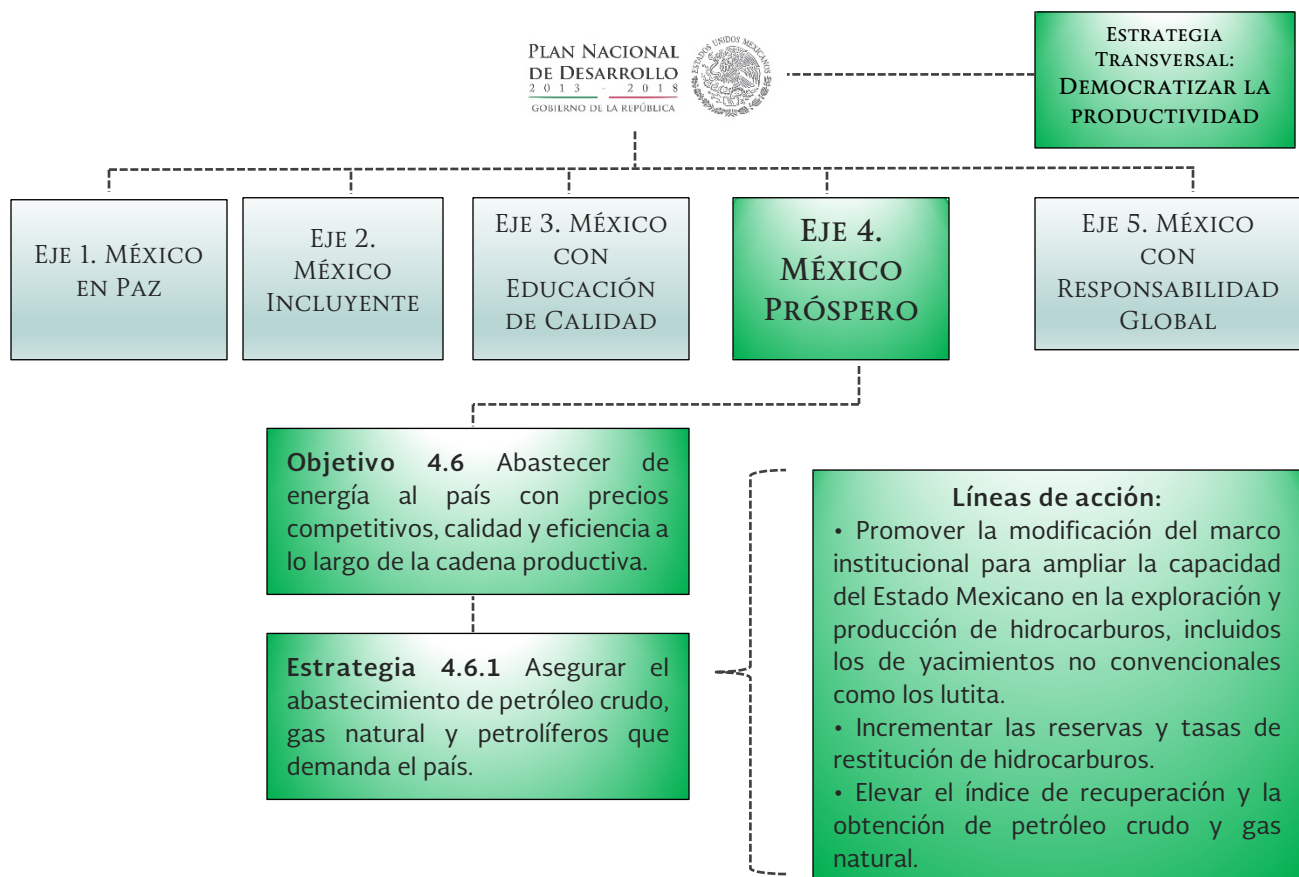 PLAN NACIONAL
DE DESARROLLO
2013 - 2018
GOBIERNO DE LA REPÚBLICA
ESTADOS UNIDOS MEXICANOS
ESTRATEGIA
TRANSVERSAL:
DEMOCRATIZAR LA
PRODUCTIVIDAD
EJE 1. MÉXICO
EN PAZ
EJE 2.
MÉXICO
INCLUYENTE
EJE 3. MÉXICO
CON
EDUCACIÓN
DE CALIDAD
EJE 4.
MÉXICO
PRÓSPERO
EJE 5. MÉXICO
CON
RESPONSABILIDAD
GLOBAL
Objetivo 4.6 Abastecer de
energía al país con precios
competitivos, calidad y eficiencia a
lo largo de la cadena productiva.
Estrategia 4.6.1 Asegurar el
abastecimiento de petróleo crudo,
gas natural y petrolíferos que
demanda el país.
Líneas de acción:
• Promover la modificación del marco
institucional para ampliar la capacidad
del Estado Mexicano en la exploración y
producción de hidrocarburos, incluidos
los de yacimientos no convencionales
como los lutita.
• Incrementar las reservas y tasas de
restitución de hidrocarburos.
• Elevar el índice de recuperación y la
obtención de petróleo crudo y gas
natural.